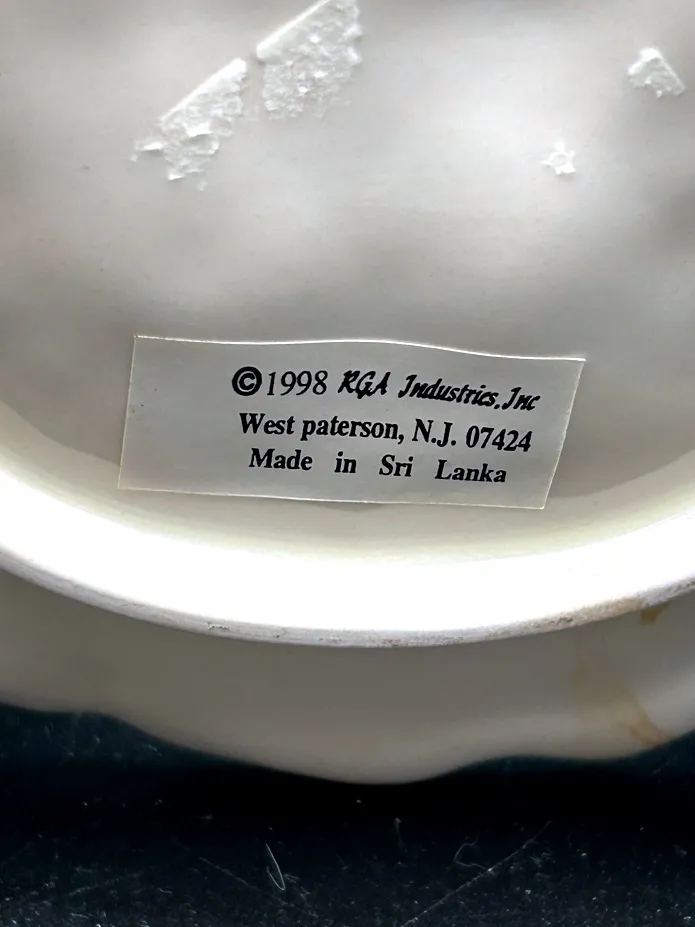 ©1998 RGA Industries,Inc
West paterson, N.J. 07424
Made in Sri Lanka